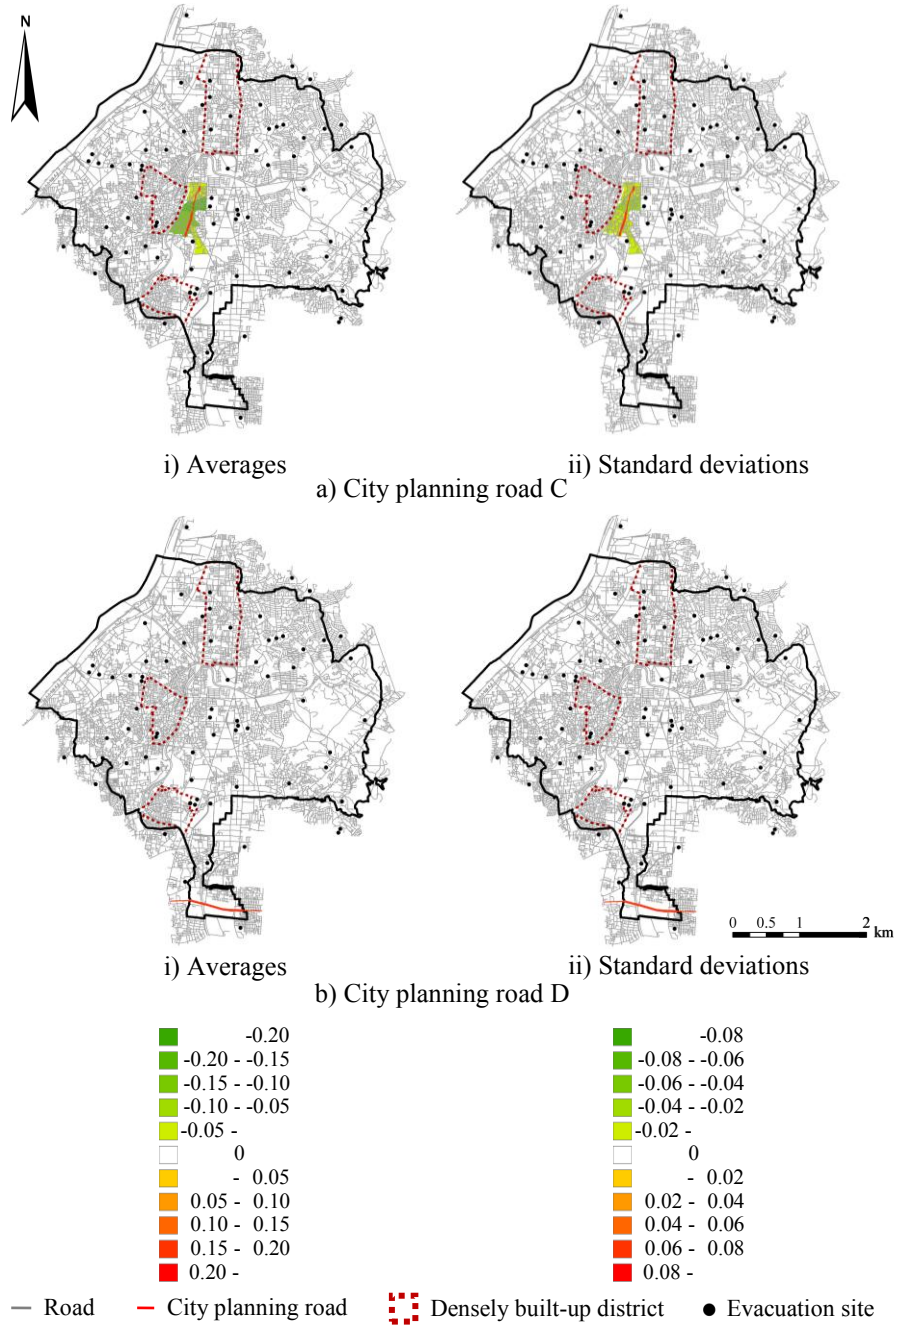 N
i) Averages
ii) Standard deviations
a) City planning road C
0 0.5 1 2
km
i) Averages
ii) Standard deviations
b) City planning road D
-0.20
-0.20 - -0.15
-0.15 - -0.10
-0.10 - -0.05
-0.05 -
0
- 0.05
0.05 - 0.10
0.10 - 0.15
0.15 - 0.20
0.20 -
-0.08
-0.08 - -0.06
-0.06 - -0.04
-0.04 - -0.02
-0.02 -
0
- 0.02
0.02 - 0.04
0.04 - 0.06
0.06 - 0.08
0.08 -
Road City planning road Densely built-up district Evacuation site